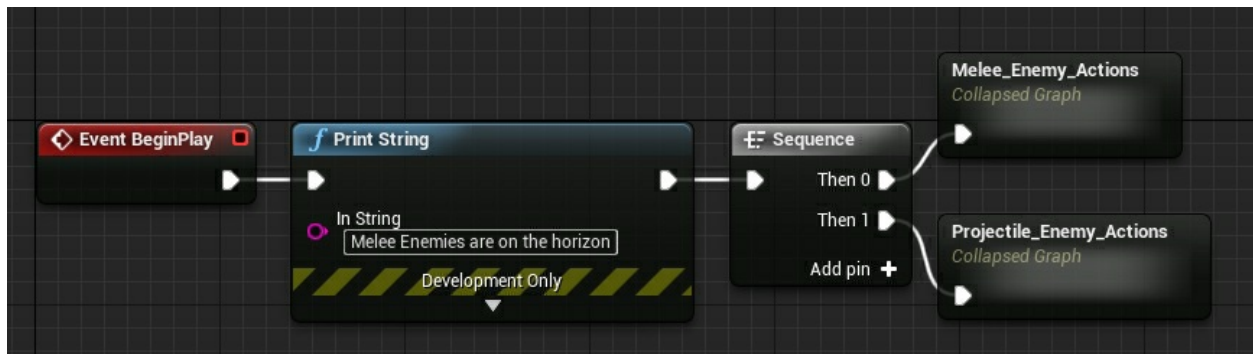 Event BeginPlay
Print String
In String
Melee Enemies are on the horizon
Development Only
Sequence
Then 0
Then 1
Add pin
Melee_Enemy_Actions
Collapsed Graph
Projectile_Enemy_Actions
Collapsed Graph